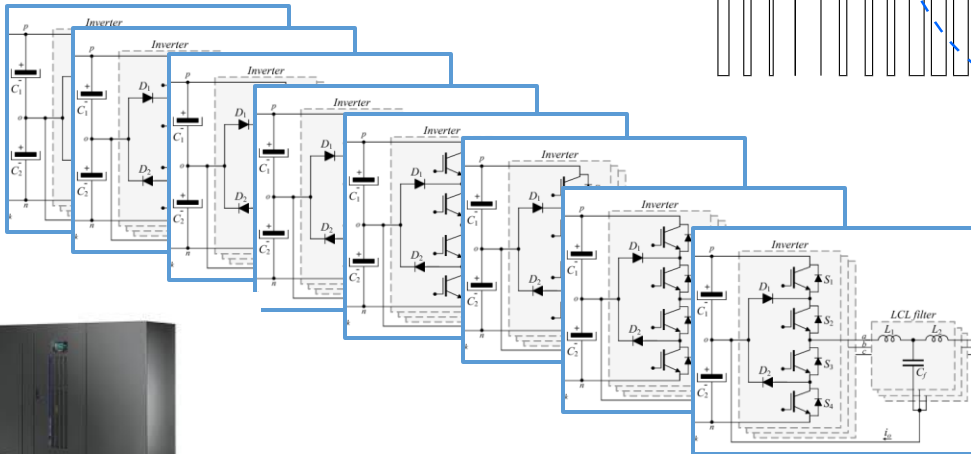 Inverter
p
C1
o
C2
n
k
Inverter
p
D1
C1
o
D2
C2
n
k
Inverter
p
D1
C1
o
D2
C2
n
k
Inverter
p
D1
C1
o
D2
C2
n
k
Inverter
p
D1
C1
o
D2
C2
n
k
Inverter
p
D1
C1
o
D2
C2
n
k
Inverter
p
D1
C1
o
D2
C2
n
k
Inverter
p
S1
D1
C1
S2
LCL filter
L1 L2
o
a
b
c
S3
Cf
D2
C2
S4
n
k